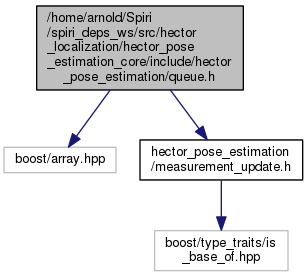 /home/arnold/Spiri
/spiri_deps_ws/src/hector
_localization/hector_pose
_estimation_core/include/hector
_pose_estimation/queue.h
boost/array.hpp
hector_pose_estimation
/measurement_update.h
boost/type_traits/is
_base_of.hpp